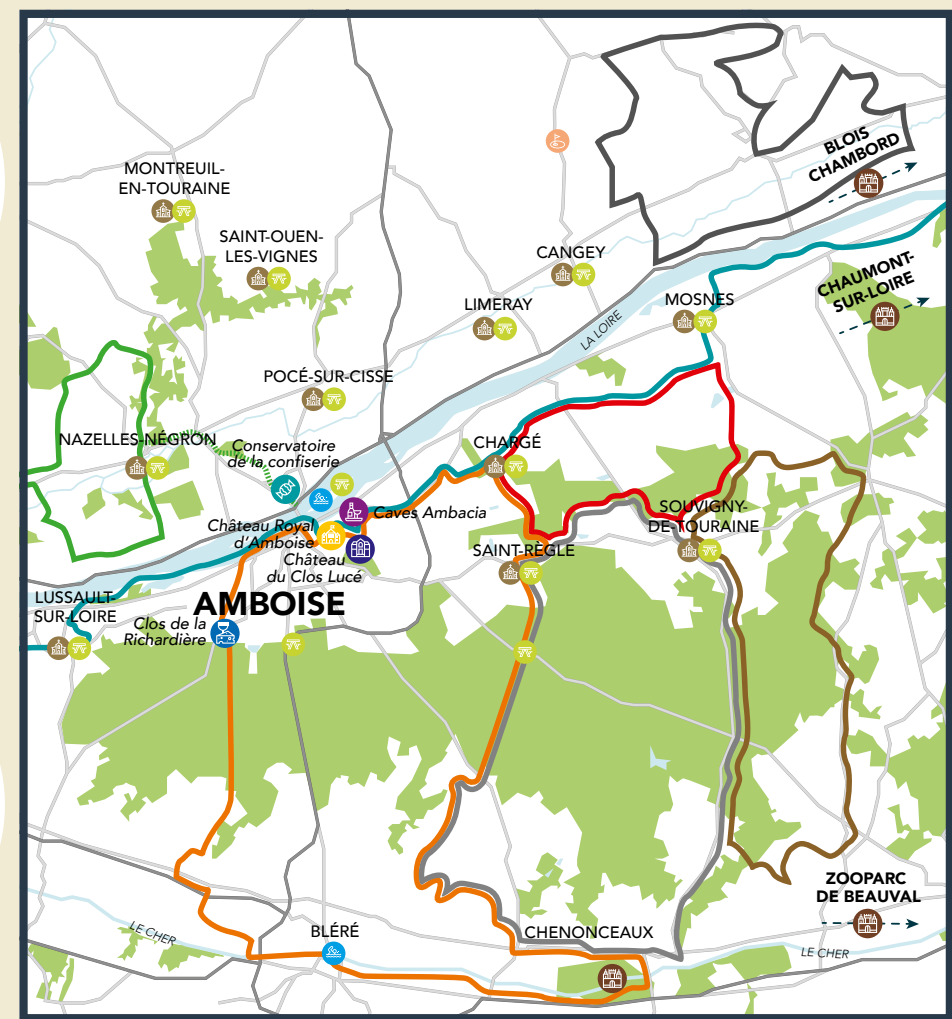 BLOIS
CHAMBORD
MONTREUIL-
EN-TOURAINE
SAINT-OUEN-
LES-VIGNES
CANGEY
CHAUMONT-
SUR-LOIRE
LIMERAY
MOSNES
LA LOIRE
POCÉ-SUR-CISSE
NAZELLES-NÉGRON
Conservatoire
de la confiserie
CHARGÉ
Caves Ambacia
Château Royal
d'Amboise
Château
du Clos Lucé
SOUVIGNY-
DE-TOURAINE
SAINT-RÈGLE
LUSSAULT-
SUR-LOIRE
AMBOISE
Clos de la
Richardière
ZOOPARC
DE BEAUVAL
LE CHER
BLÉRÉ
CHENONCEAUX
LE CHER